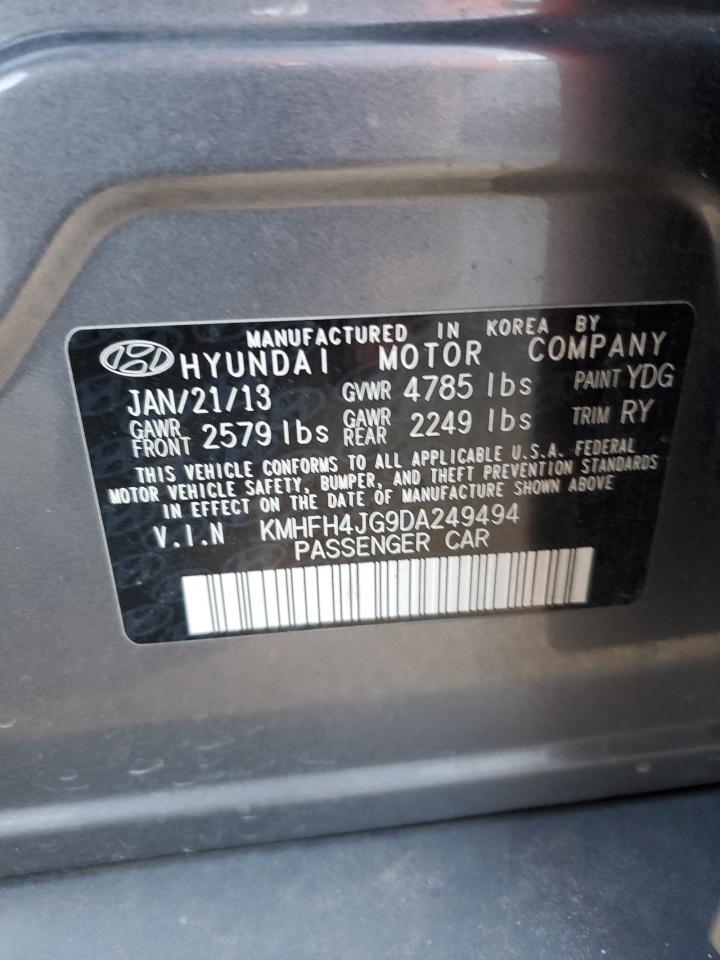 MANUFACTURED IN KOREA BY
HYUNDAI MOTOR COMPANY
JAN/21/13 GVWR 4785 lbs PAINT YDG
GAWR FRONT 2579 lbs GAWR REAR 2249 lbs TRIM RY
THIS VEHICLE CONFORMS TO ALL APPLICABLE U.S.A. FEDERAL
MOTOR VEHICLE SAFETY, BUMPER, AND THEFT PREVENTION STANDARDS
IN EFFECT ON THE DATE OF MANUFACTURE SHOWN ABOVE
V.I.N KMHFH4JG9DA249494
PASSENGER CAR